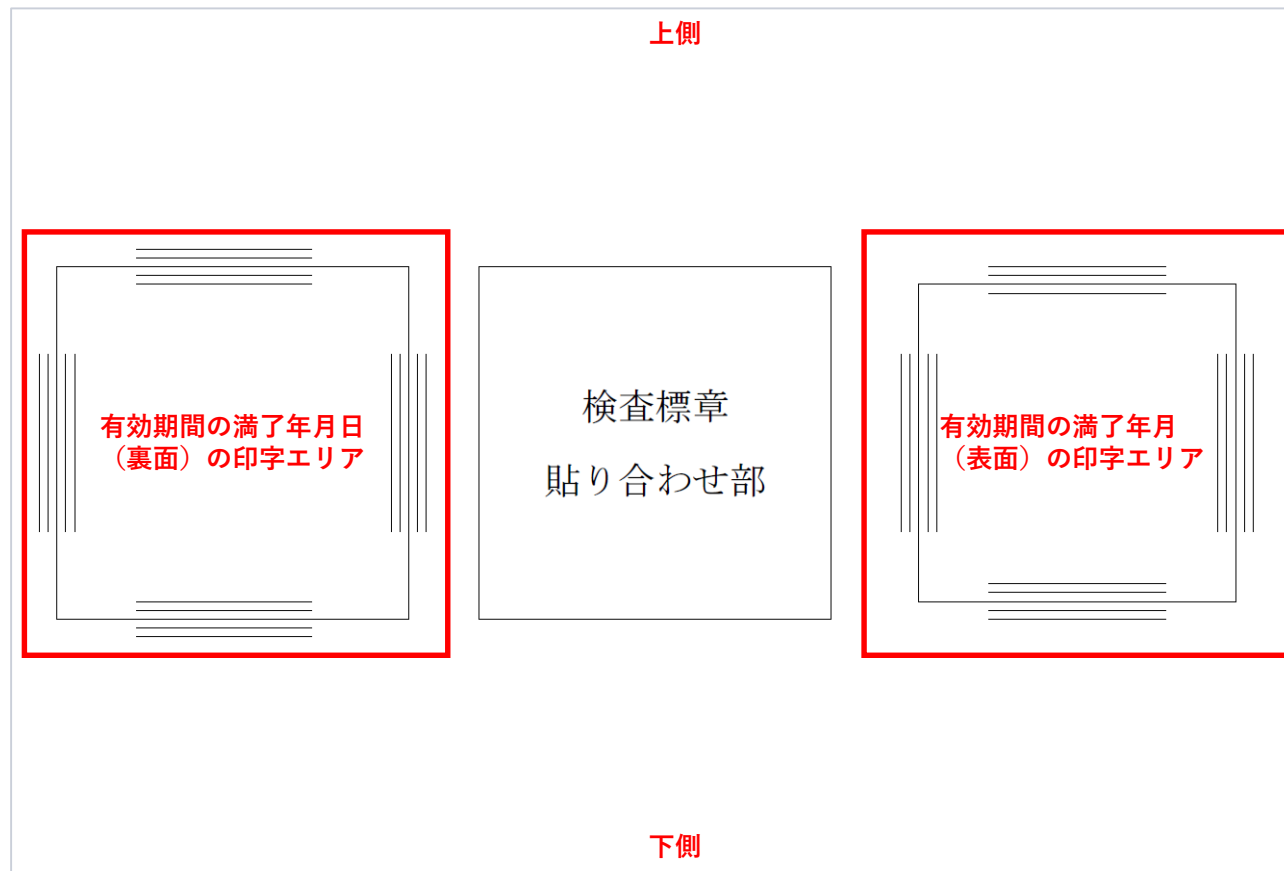 上側
有効期間の満了年月日
（裏面）の印字エリア
検査標章
貼り合わせ部
有効期間の満了年月
（表面）の印字エリア
下側